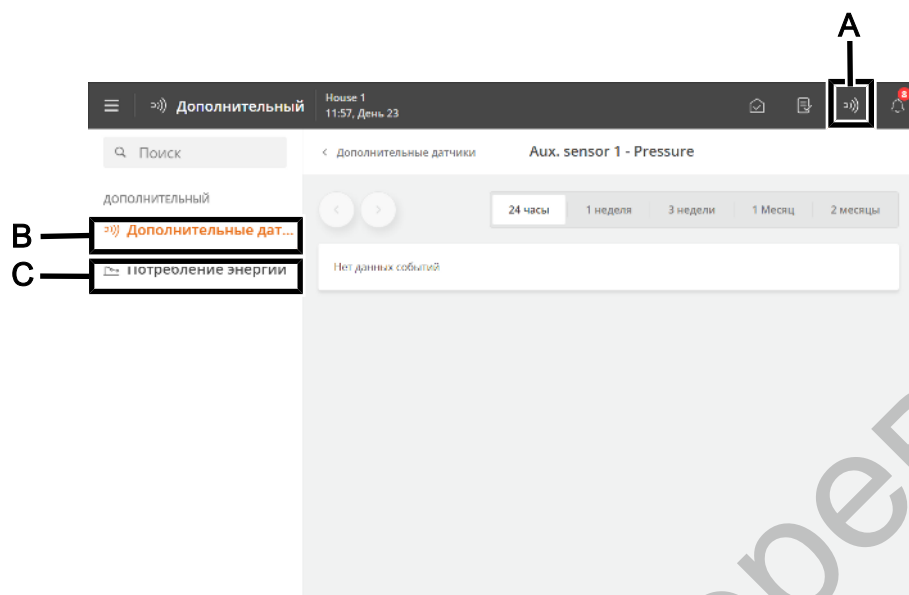 A
Дополнительный
House 1
11:57, День 23
8
Поиск
Дополнительные датчики
Aux. sensor 1 - Pressure
ДОПОЛНИТЕЛЬНЫЙ
24 часы
1 неделя
3 недели
1 Месяц
2 месяцы
B
Дополнительные дат...
C
Потребление энергии
Нет данных событий